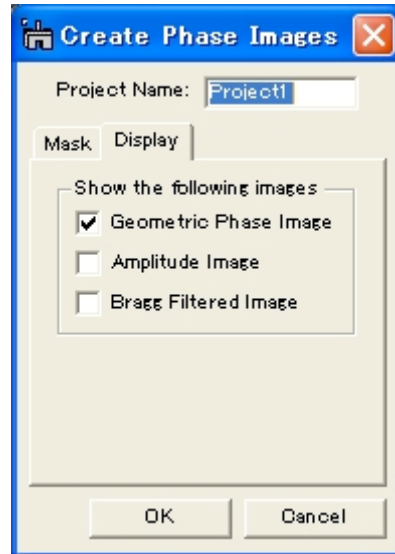 Create Phase Images
Project Name: Project1
Mask Display
Show the following images
Geometric Phase Image
Amplitude Image
Bragg Filtered Image
OK Cancel